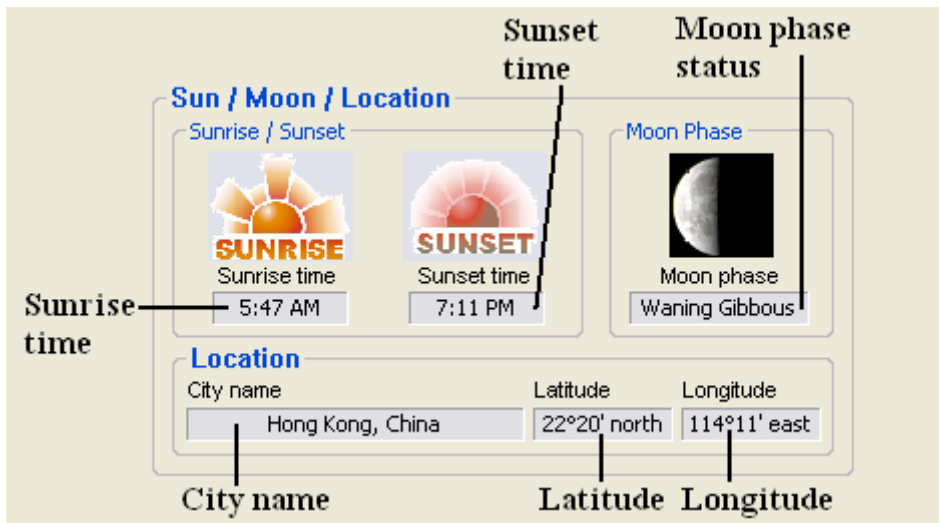 Sunset
time
Moon phase
status
Sun / Moon / Location
Sunrise / Sunset
Moon Phase
SUNRISE
SUNSET
Sunrise time
Sunset time
Moon phase
Sunrise
time
5:47 AM
7:11 PM
Waning Gibbous
Location
City name
Latitude
Longitude
Hong Kong, China
22°20' north
114°11' east
City name
Latitude
Longitude